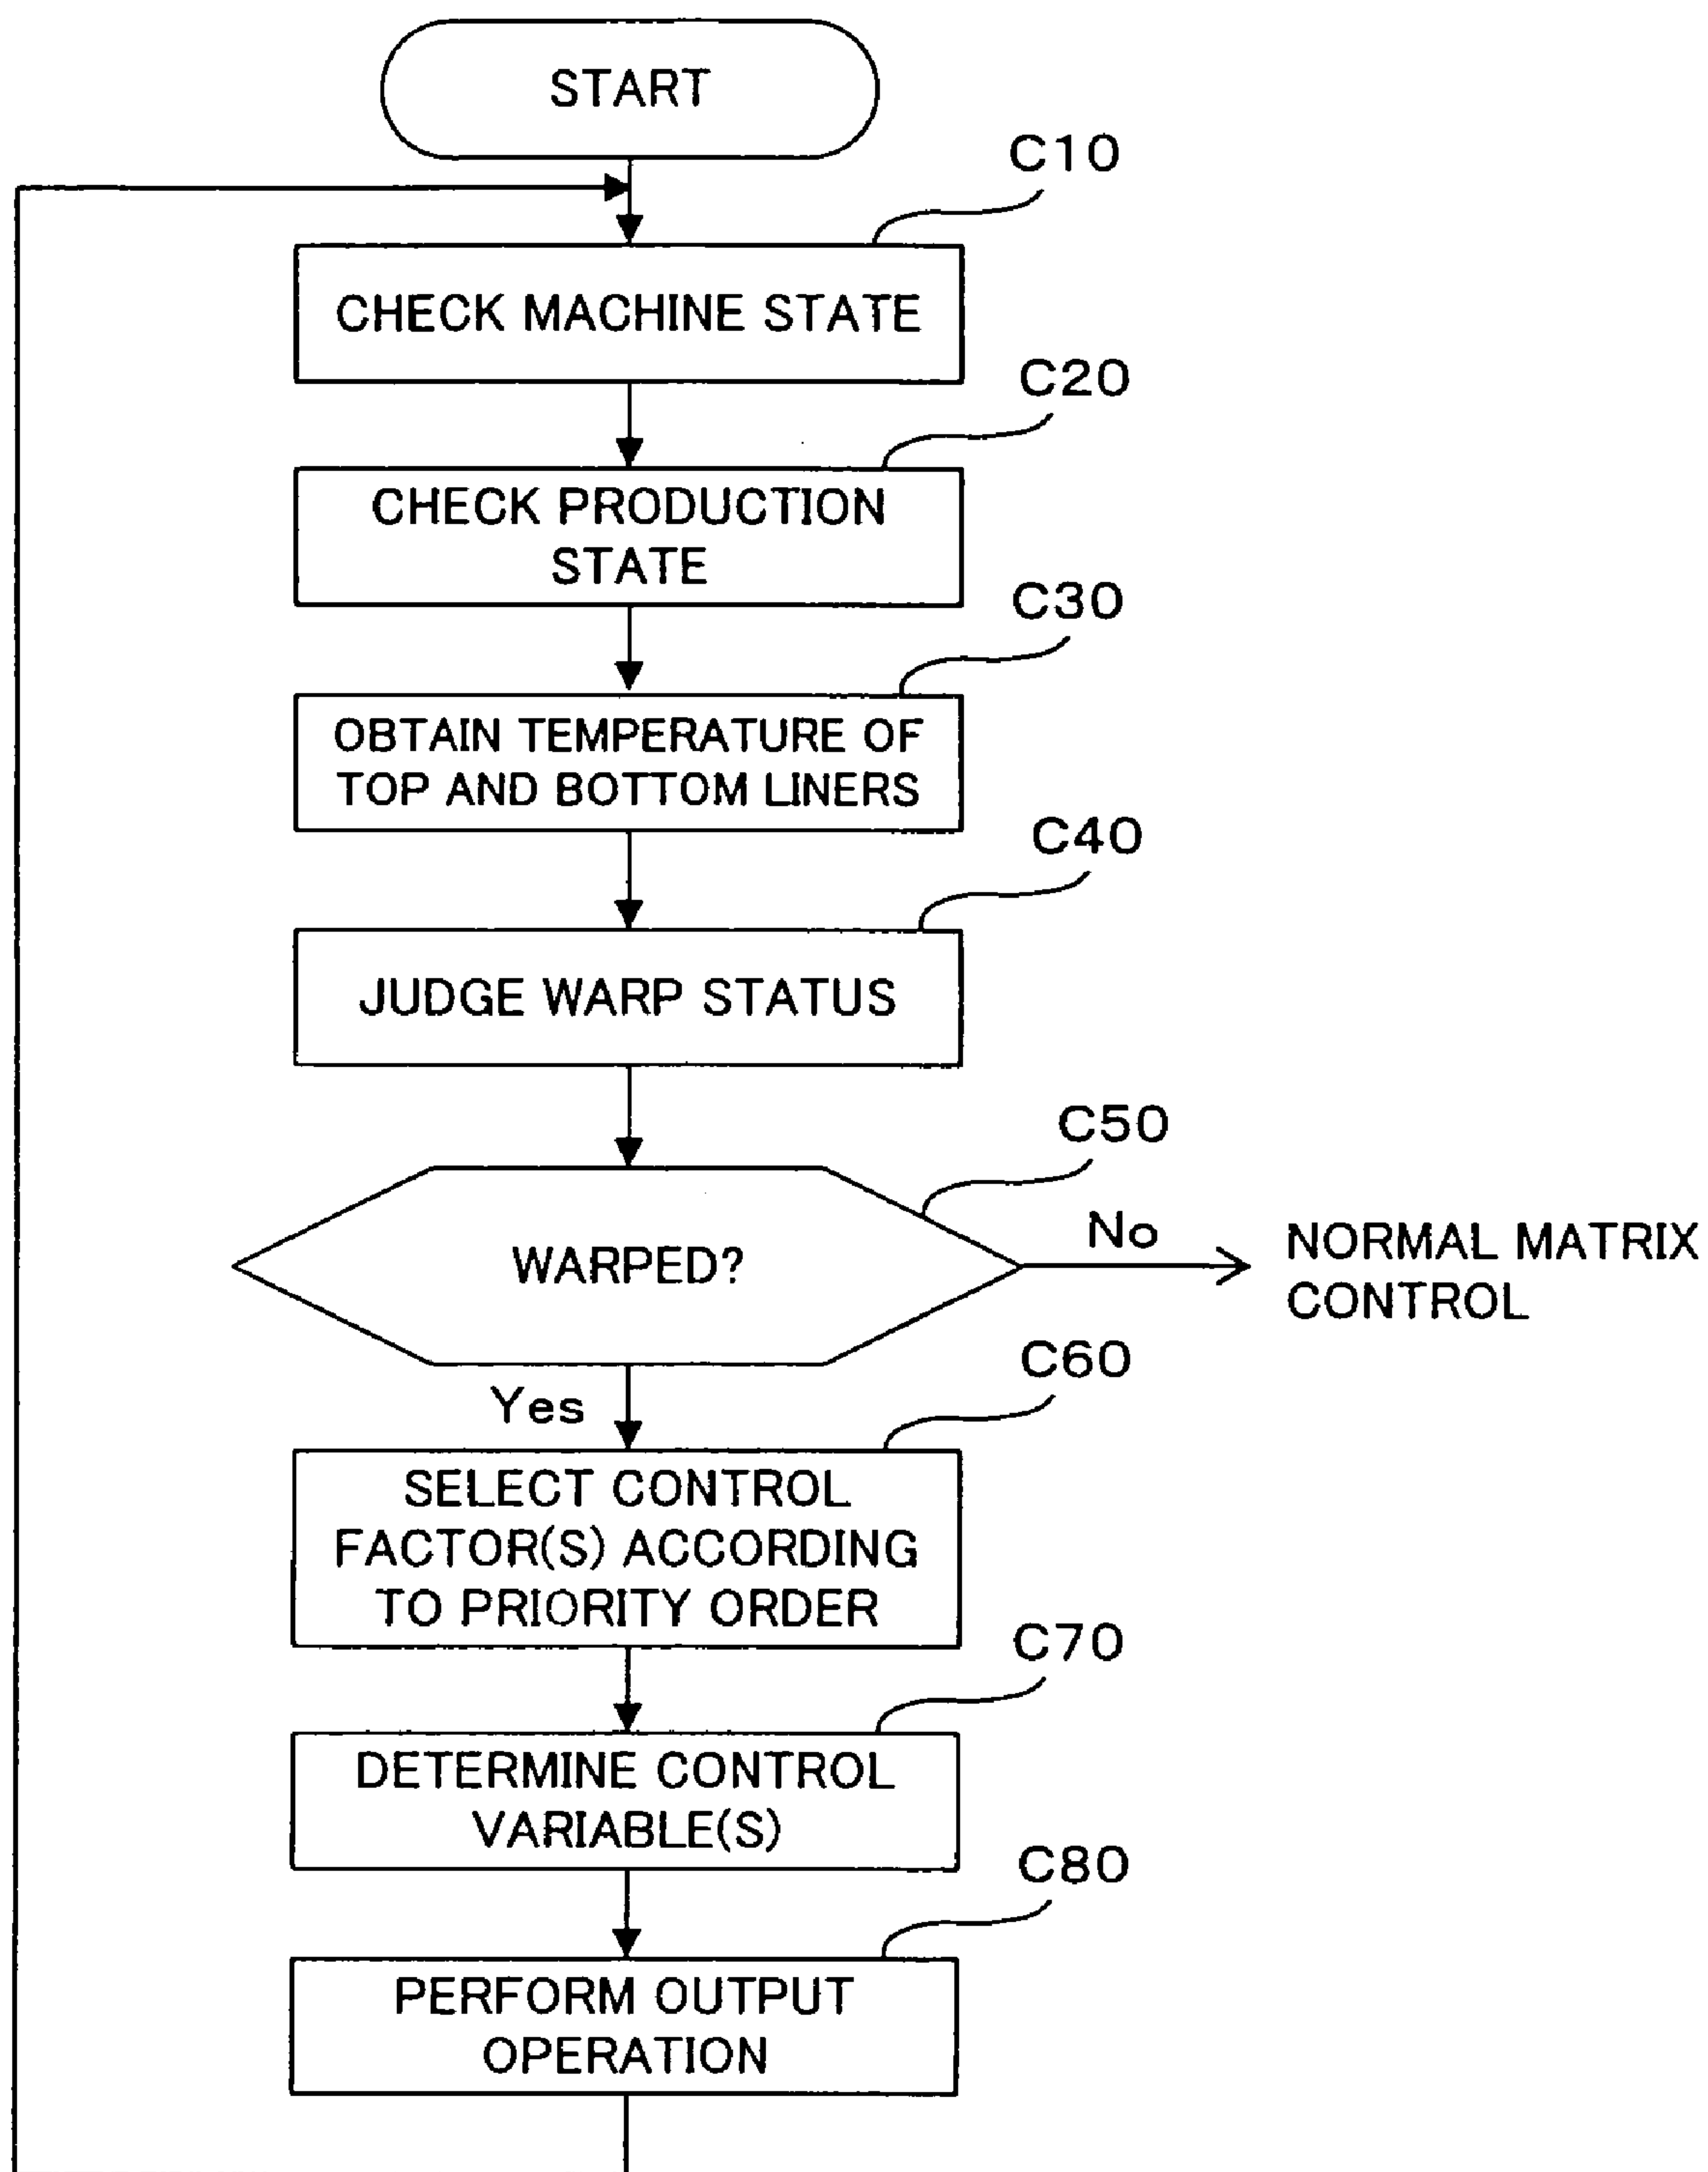 START
C10
CHECK MACHINE STATE
C20
CHECK PRODUCTION
STATE
C30
OBTAIN TEMPERATURE OF
TOP AND BOTTOM LINERS
C40
JUDGE WARP STATUS
C50
WARPED?
No
NORMAL MATRIX
CONTROL
C60
Yes
SELECT CONTROL
FACTOR(S) ACCORDING
TO PRIORITY ORDER
C70
DETERMINE CONTROL
VARIABLE(S)
C80
PERFORM OUTPUT
OPERATION